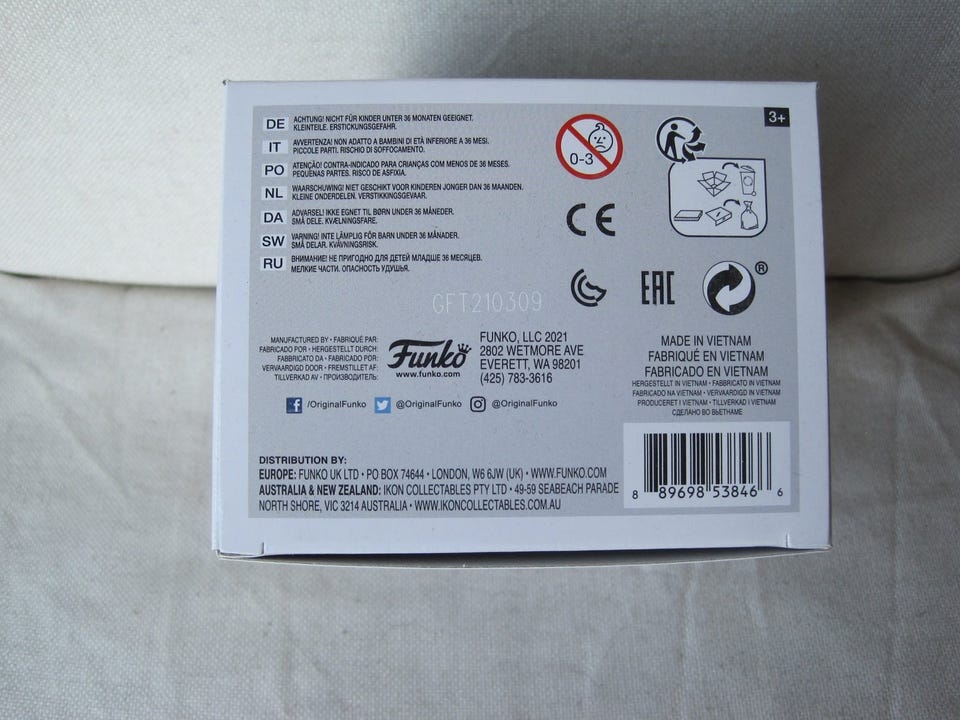 DE ACHTUNG! NICHT FÜR KINDER UNTER 36 MONATEN GEEIGNET.
KLEINTEILE. ERSTICKUNGSGEFAHR.
IT AVVERTENZA! NON ADATTO A BAMBINI DI ETÀ INFERIORE A 36 MESI.
PICCOLE PARTI. RISCHIO DI SOFFOCAMENTO.
PO ATENÇÃO! CONTRA-INDICADO PARA CRIANÇAS COM MENOS DE 36 MESES.
PEQUENAS PARTES. RISCO DE ASFIXIA.
NL WAARSCHUWING! NIET GESCHIKT VOOR KINDEREN JONGER DAN 36 MAANDEN.
KLEINE ONDERDELEN. VERSTIKKINGSGEVAAR.
DA ADVARSEL! IKKE EGNET TIL BØRN UNDER 36 MÅNEDER.
SMÅ DELE. KVÆLNINGSFARE.
SW VARNING! INTE LÄMPLIG FÖR BARN UNDER 36 MÅNADER.
SMÅ DELAR. KVÄVNINGSRISK.
RU ВНИМАНИЕ! НЕ ПРИГОДНО ДЛЯ ДЕТЕЙ МЛАДШЕ 36 МЕСЯЦЕВ.
МЕЛКИЕ ЧАСТИ. ОПАСНОСТЬ УДУШЬЯ.
0-3
3+
CE
EAC
®
GFT210309
MANUFACTURED BY • FABRIQUÉ PAR:
FABRICADO POR • HERGESTELLT DURCH:
FABBRICATO DA • FABRICADO POR:
VERVAARDIGD DOOR • FREMSTILLET AF:
TILLVERKAD AV • ПРОИЗВОДИТЕЛЬ:
Funko
www.funko.com
FUNKO, LLC 2021
2802 WETMORE AVE
EVERETT, WA 98201
(425) 783-3616
MADE IN VIETNAM
FABRIQUÉ EN VIETNAM
FABRICADO EN VIETNAM
HERGESTELLT IN VIETNAM • FABBRICATO IN VIETNAM
FABRICADO NA VIETNAM • VERVAARDIGD IN VIETNAM
PRODUCERET I VIETNAM • TILLVERKAD I VIETNAM
СДЕЛАНО ВО ВЬЕТНАМЕ
f /OriginalFunko @OriginalFunko @OriginalFunko
DISTRIBUTION BY:
EUROPE: FUNKO UK LTD • PO BOX 74644 • LONDON, W6 6JW (UK) • WWW.FUNKO.COM
AUSTRALIA & NEW ZEALAND: IKON COLLECTABLES PTY LTD • 49-59 SEABEACH PARADE
NORTH SHORE, VIC 3214 AUSTRALIA • WWW.IKONCOLLECTABLES.COM.AU
8 89698 53846 6